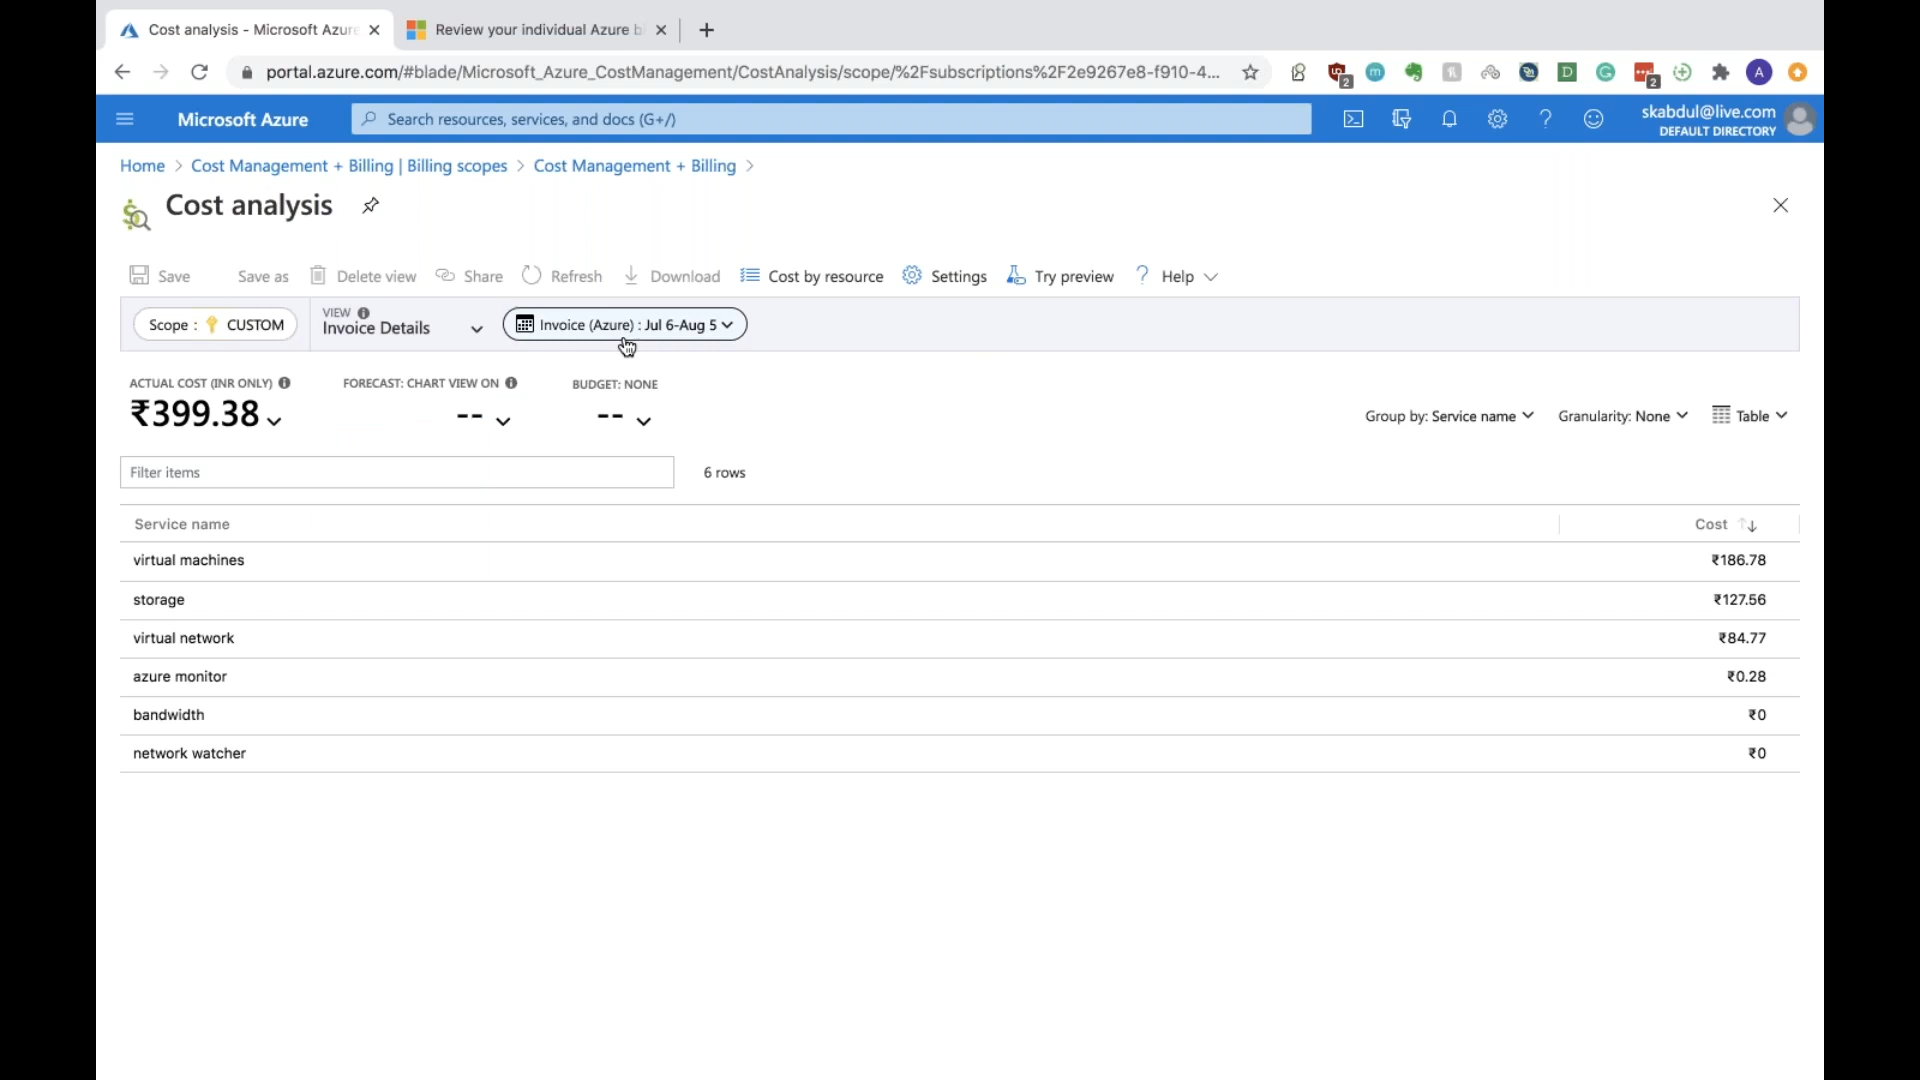 Cost analysis - Microsoft Azure
Review your individual Azure b
portal.azure.com/#blade/Microsoft_Azure_CostManagement/CostAnalysis/scope/%2Fsubscriptions%2F2e9267e8-f910-4...
2
m
D
G
2
A
Microsoft Azure
Search resources, services, and docs (G+/)
skabdul@live.com
DEFAULT DIRECTORY
Home > Cost Management + Billing | Billing scopes > Cost Management + Billing >
Cost analysis
Save Save as Delete view Share Refresh Download Cost by resource Settings Try preview ? Help
Scope : CUSTOM
VIEW
Invoice Details
Invoice (Azure) : Jul 6-Aug 5
ACTUAL COST (INR ONLY)
₹399.38
FORECAST: CHART VIEW ON
--
BUDGET: NONE
--
Group by: Service name Granularity: None Table
Filter items
6 rows
Service name Cost
virtual machines ₹186.78
storage ₹127.56
virtual network ₹84.77
azure monitor ₹0.28
bandwidth ₹0
network watcher ₹0